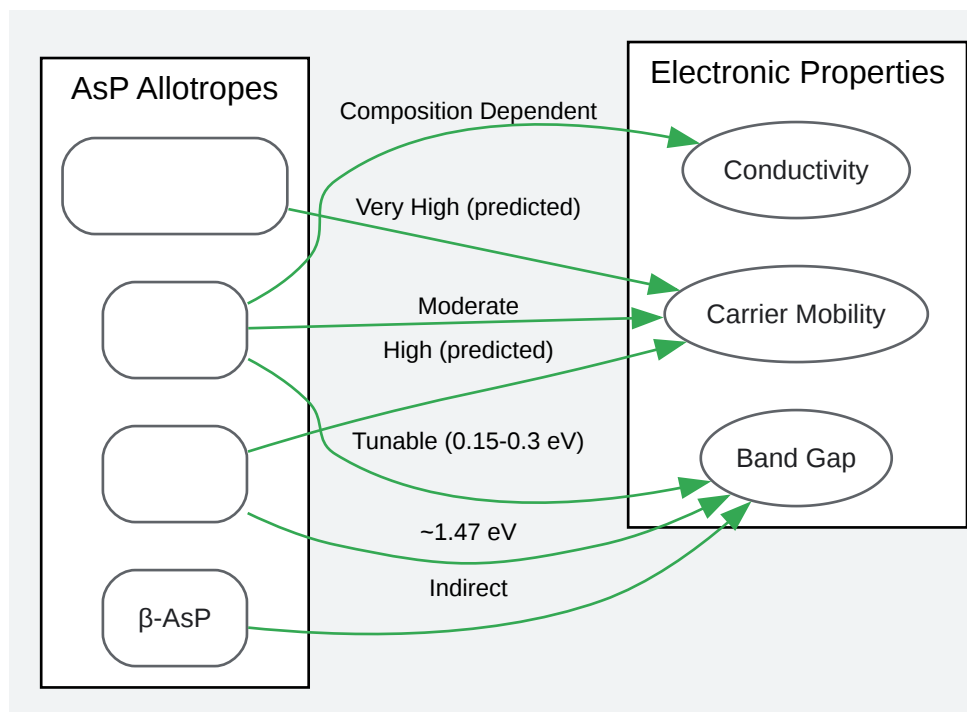 AsP Allotropes
Electronic Properties
Composition Dependent
Conductivity
Very High (predicted)
Moderate
Carrier Mobility
High (predicted)
Tunable (0.15-0.3 eV)
Band Gap
~1.47 eV
Indirect
β-AsP